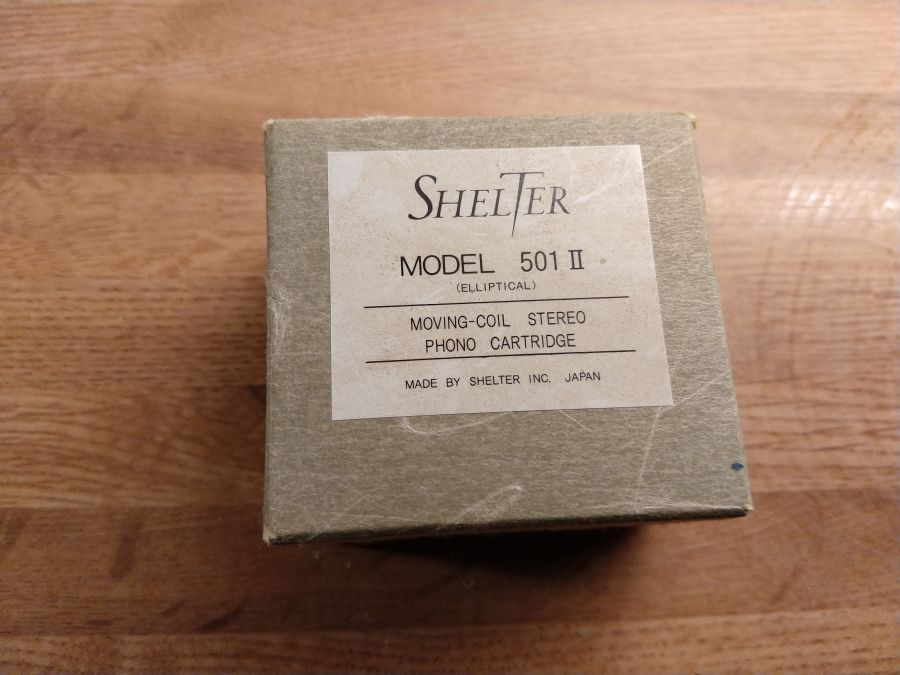 SHELTER
MODEL 501 II
(ELLIPTICAL)
MOVING-COIL STEREO
PHONO CARTRIDGE
MADE BY SHELTER INC. JAPAN